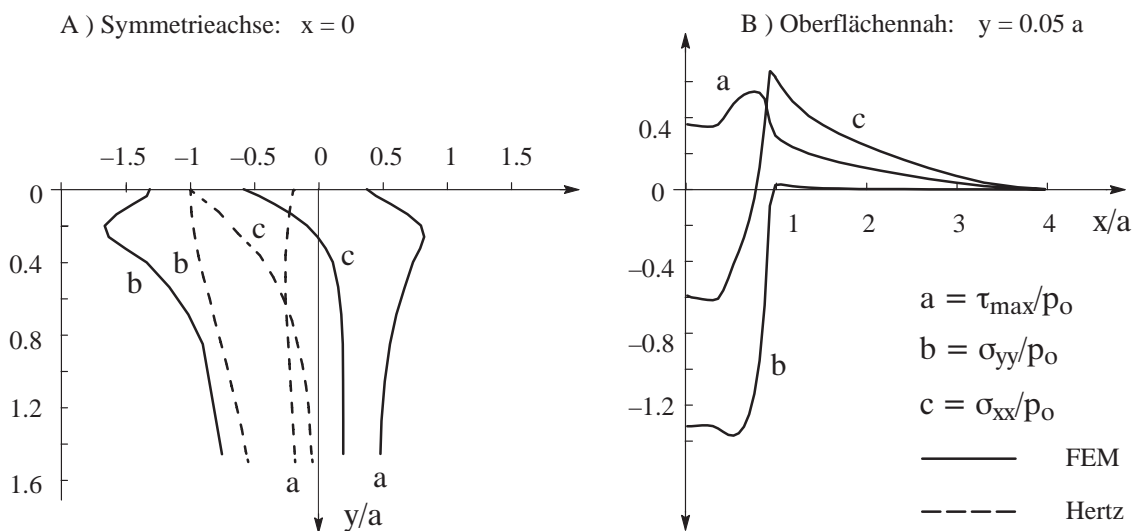 A ) Symmetrieachse: x = 0
−1.5 −1 −0.5 0 0.5 1 1.5
0
0.4
0.8
1.2
1.6
b
b
c
c
a
a
y/a
B ) Oberflächennah: y = 0.05 a
0.4
0
−0.4
−0.8
−1.2
a
c
b
1 2 3 4
x/a
a = τmax/po
b = σyy/po
c = σxx/po
FEM
Hertz